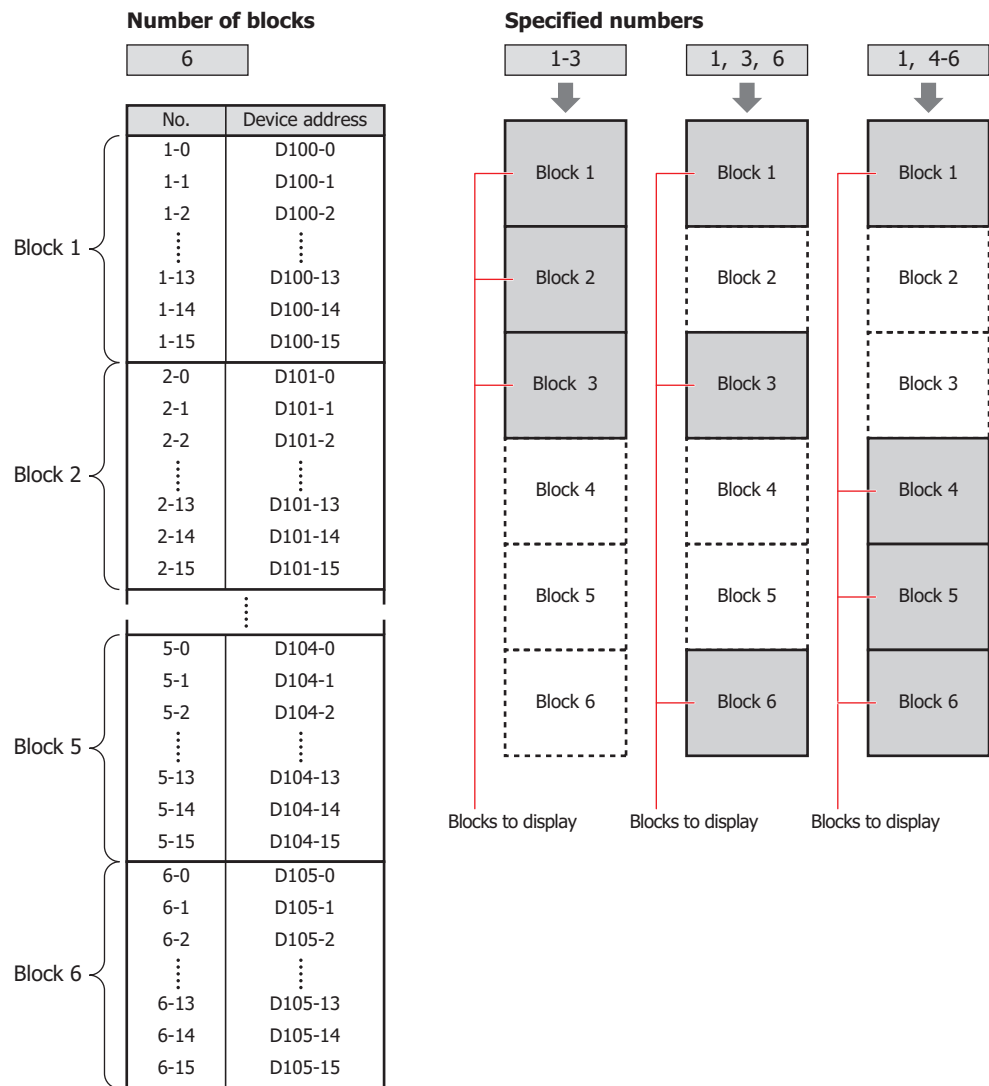 Number of blocks
6
No. Device address
Block 1
1-0 D100-0
1-1 D100-1
1-2 D100-2
1-13 D100-13
1-14 D100-14
1-15 D100-15
Block 2
2-0 D101-0
2-1 D101-1
2-2 D101-2
2-13 D101-13
2-14 D101-14
2-15 D101-15
Block 5
5-0 D104-0
5-1 D104-1
5-2 D104-2
5-13 D104-13
5-14 D104-14
5-15 D104-15
Block 6
6-0 D105-0
6-1 D105-1
6-2 D105-2
6-13 D105-13
6-14 D105-14
6-15 D105-15
Specified numbers
1-3
Block 1
Block 2
Block 3
Block 4
Block 5
Block 6
Blocks to display
1, 3, 6
Block 1
Block 2
Block 3
Block 4
Block 5
Block 6
Blocks to display
1, 4-6
Block 1
Block 2
Block 3
Block 4
Block 5
Block 6
Blocks to display